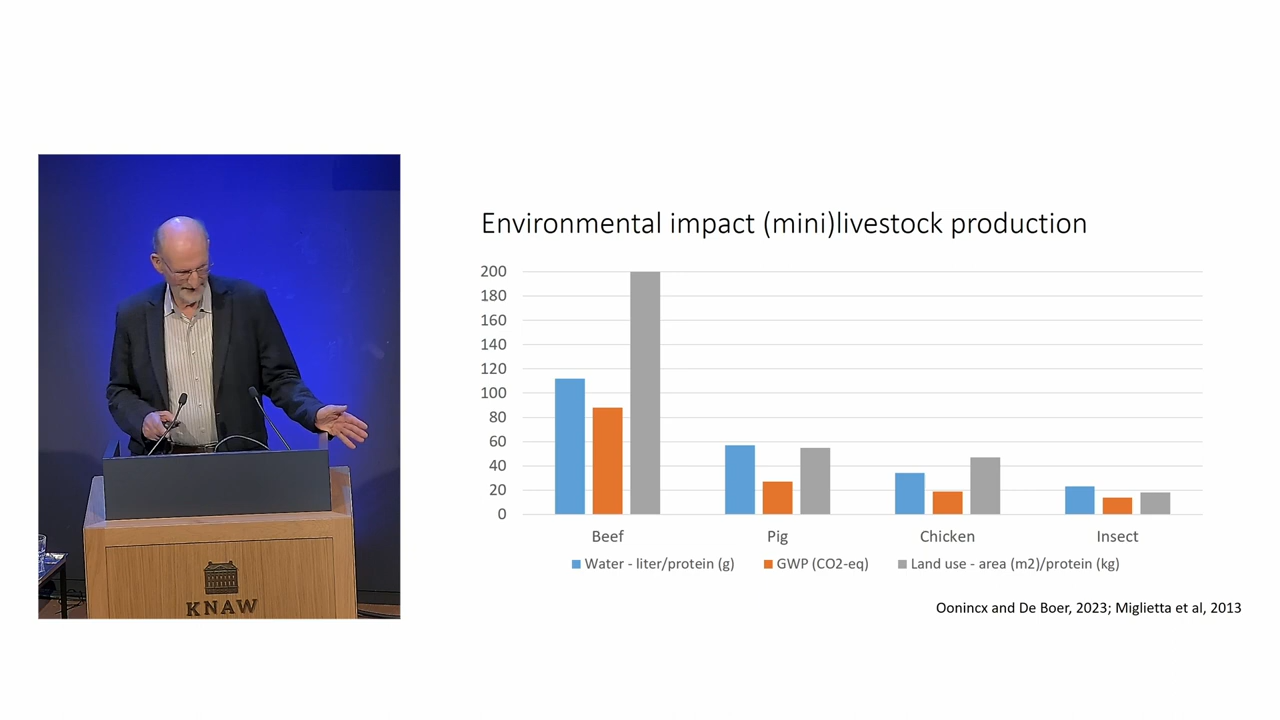 Environmental impact (mini)livestock production
200
180
160
140
120
100
80
60
40
20
0
Beef Pig Chicken Insect
Water - liter/protein (g) GWP (CO2-eq) Land use - area (m2)/protein (kg)
Oonincx and De Boer, 2023; Miglietta et al, 2013
KNAW